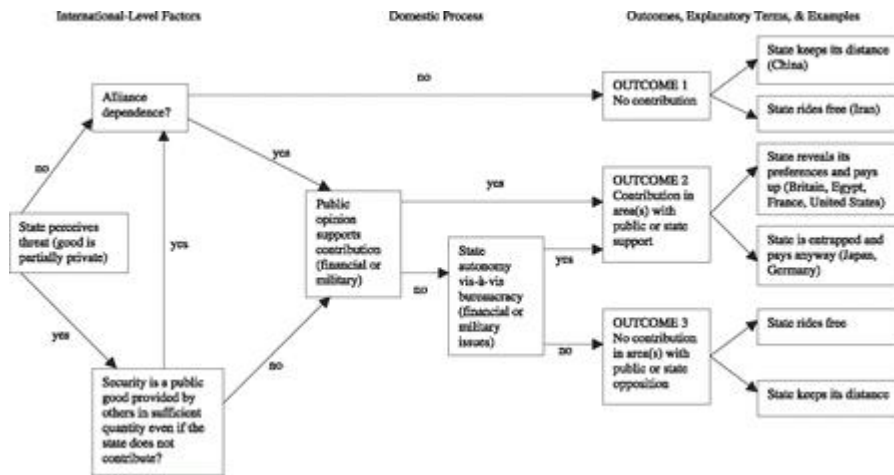 International-Level Factors
Domestic Process
Outcomes, Explanatory Terms, & Examples
Alliance
dependence?
no
OUTCOME 1
No contribution
State keeps its distance
(China)
State rides free (Iran)
no
yes
yes
State perceives
threat (good is
partially private)
yes
Public
opinion
supports
contribution
(financial or
military)
yes
no
State
autonomy
vis-à-vis
bureaucracy
(financial or
military
issues)
yes
no
OUTCOME 2
Contribution in
area(s) with
public or state
support
State reveals its
preferences and pays
up (Britain, Egypt,
France, United States)
State is entrapped and
pays anyway (Japan,
Germany)
OUTCOME 3
No contribution
in area(s) with
public or state
opposition
State rides free
State keeps its distance
no
Security is a public
good provided by
others in sufficient
quantity even if the
state does not
contribute?